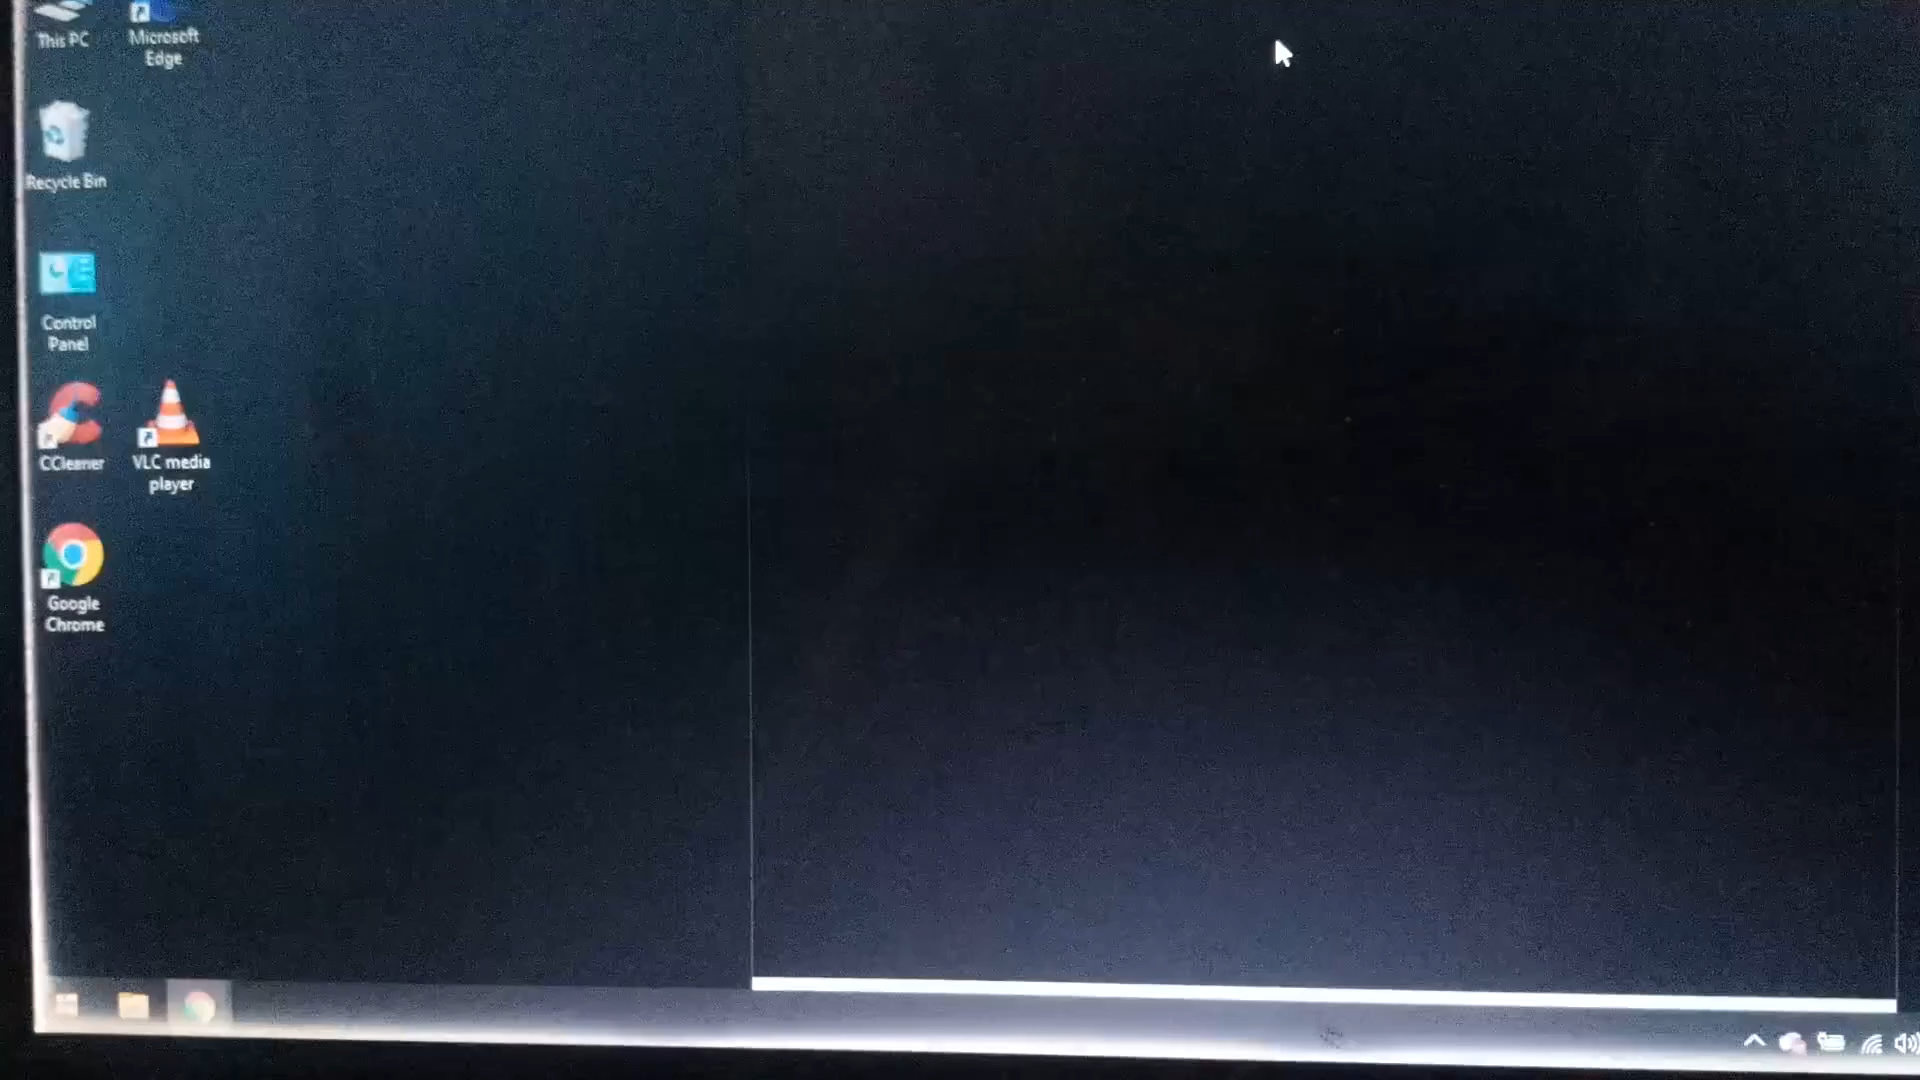 This PC
Microsoft
Edge
Recycle Bin
Control
Panel
CCleaner
VLC media
player
Google
Chrome